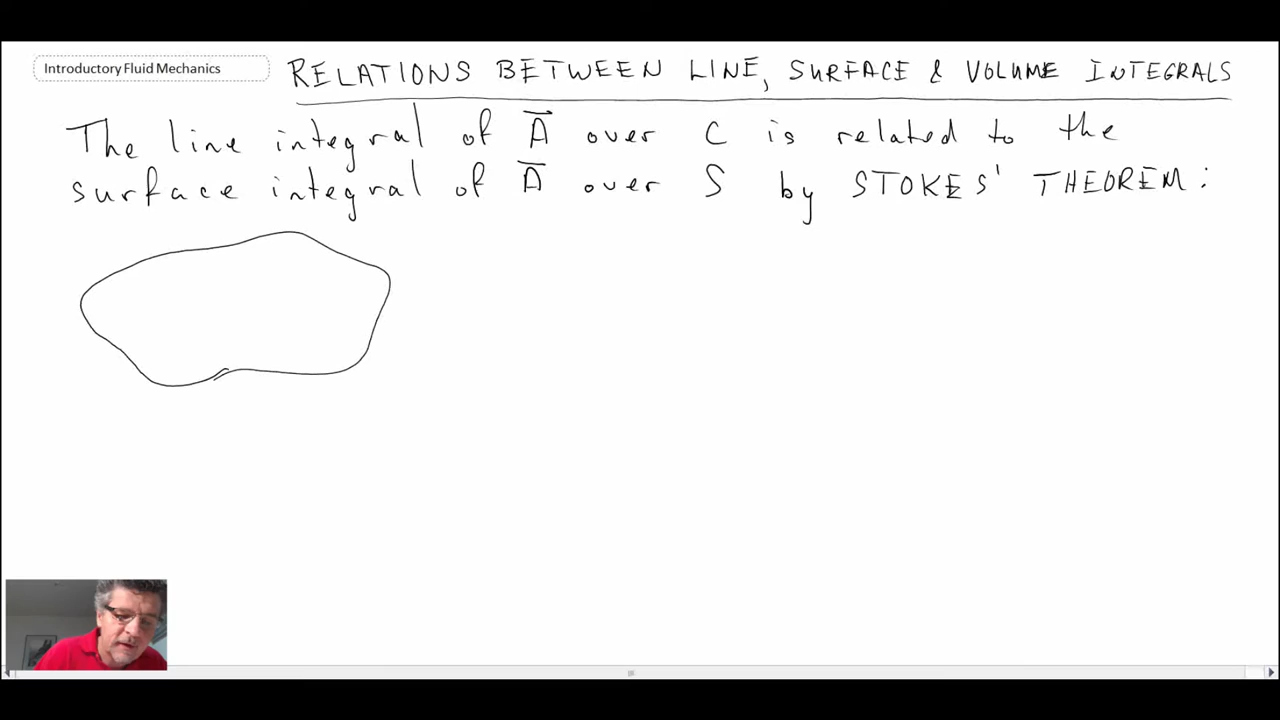 Introductory Fluid Mechanics
RELATIONS BETWEEN LINE, SURFACE & VOLUME INTEGRALS
The line integral of A⃗ over C is related to the
surface integral of A⃗ over S by STOKES' THEOREM: